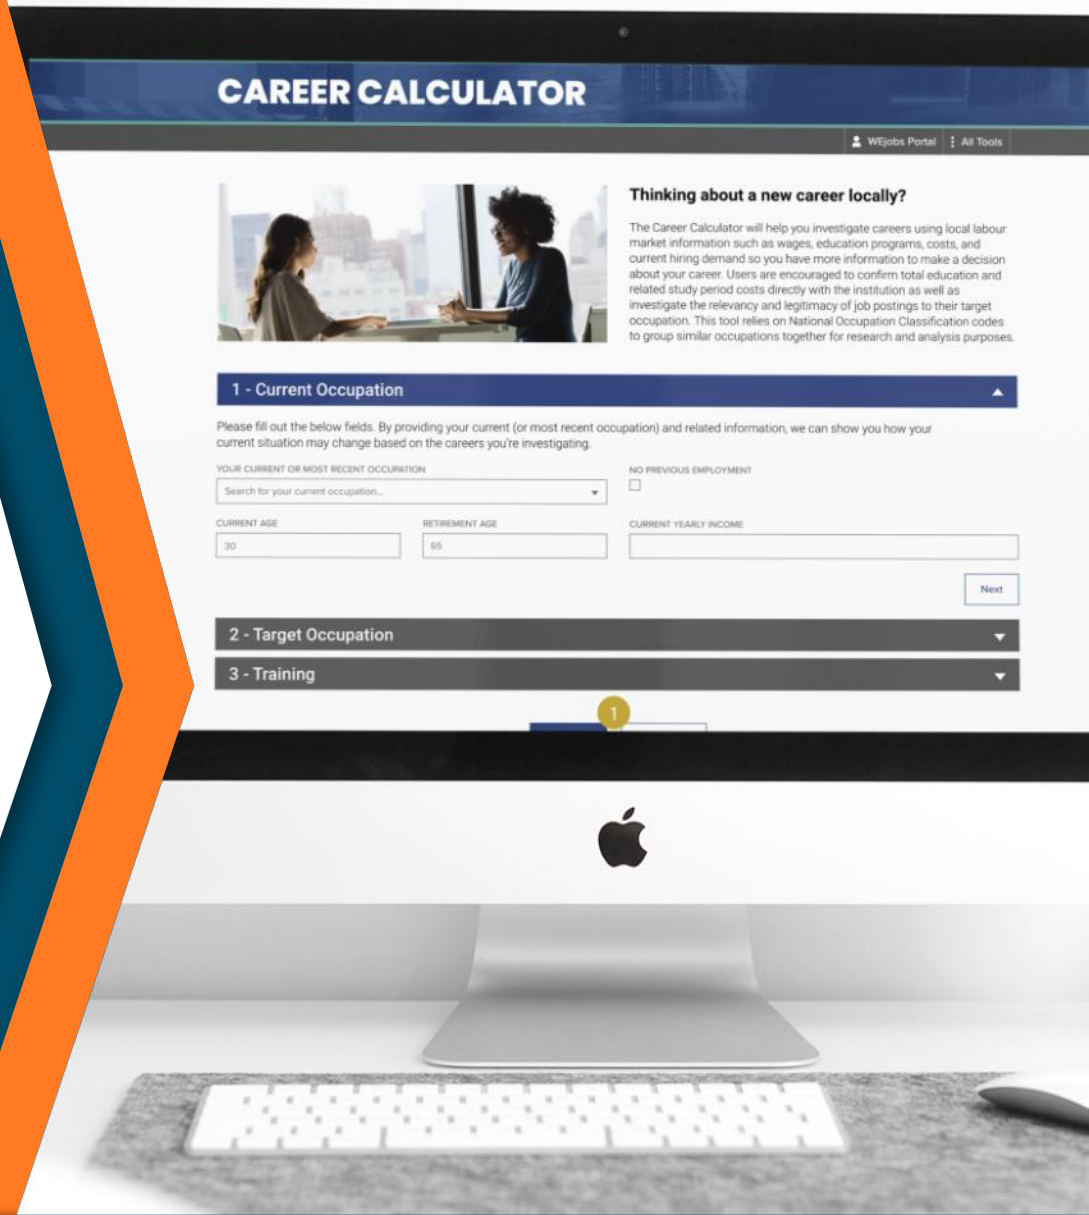 CAREER CALCULATOR
WEjobs Portal
All Tools
Thinking about a new career locally?
The Career Calculator will help you investigate careers using local labour
market information such as wages, education programs, costs, and
current hiring demand so you have more information to make a decision
about your career. Users are encouraged to confirm total education and
related study period costs directly with the institution as well as
investigate the relevancy and legitimacy of job postings to their target
occupation. This tool relies on National Occupation Classification codes
to group similar occupations together for research and analysis purposes.
1 - Current Occupation
Please fill out the below fields. By providing your current (or most recent occupation) and related information, we can show you how your
current situation may change based on the careers you're investigating.
YOUR CURRENT OR MOST RECENT OCCUPATION
NO PREVIOUS EMPLOYMENT
Search for your current occupation...
CURRENT AGE
RETIREMENT AGE
CURRENT YEARLY INCOME
30
65
Next
2 - Target Occupation
3 - Training
1